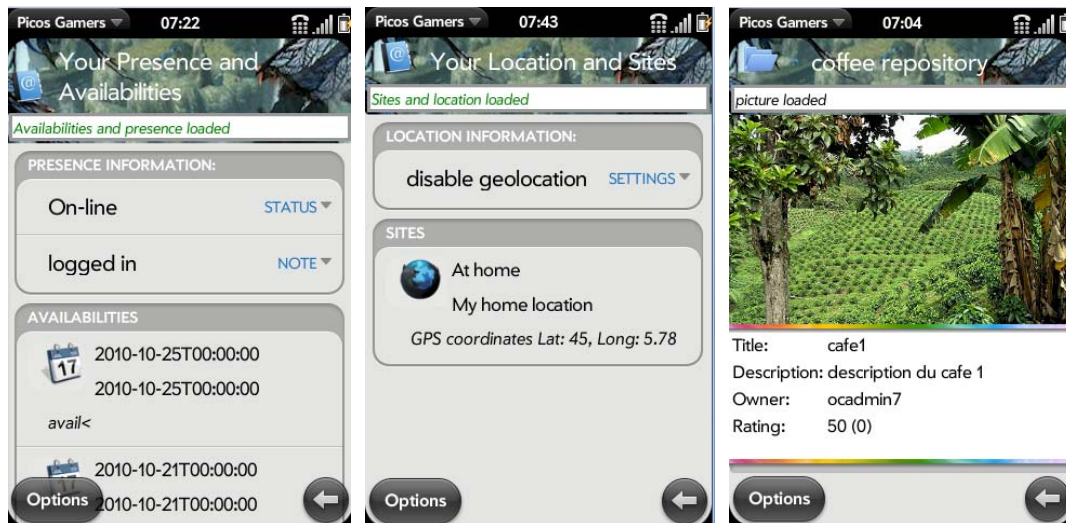 Picos Gamers
07:22
Your Presence and
Availabilities
Availabilities and presence loaded
PRESENCE INFORMATION:
On-line STATUS
logged in NOTE
AVAILABILITIES
17
2010-10-25T00:00:00
2010-10-25T00:00:00
avail<
2010-10-21T00:00:00
17
Options
2010-10-21T00:00:00
Picos Gamers
07:43
@
Your Location and Sites
Sites and location loaded
LOCATION INFORMATION:
disable geolocation SETTINGS
SITES
At home
My home location
GPS coordinates Lat: 45, Long: 5.78
Options
Picos Gamers
07:04
coffee repository
picture loaded
Title: cafe1
Description: description du cafe 1
Owner: ocadmin7
Rating: 50 (0)
Options